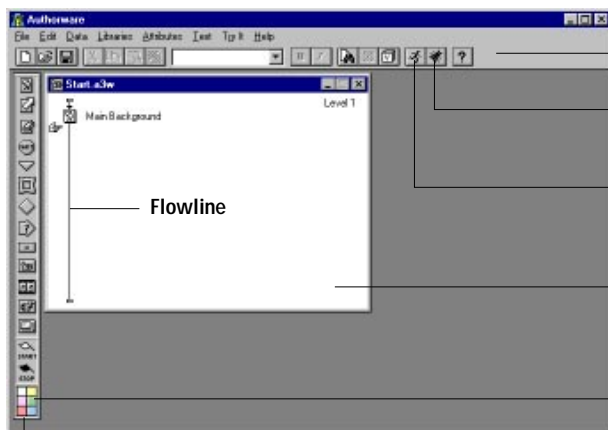 Authorware
File Edit Data Libraries Attributes Text Try It Help
Start.a3w
Level 1
Main Background
Flowline
START
STOP